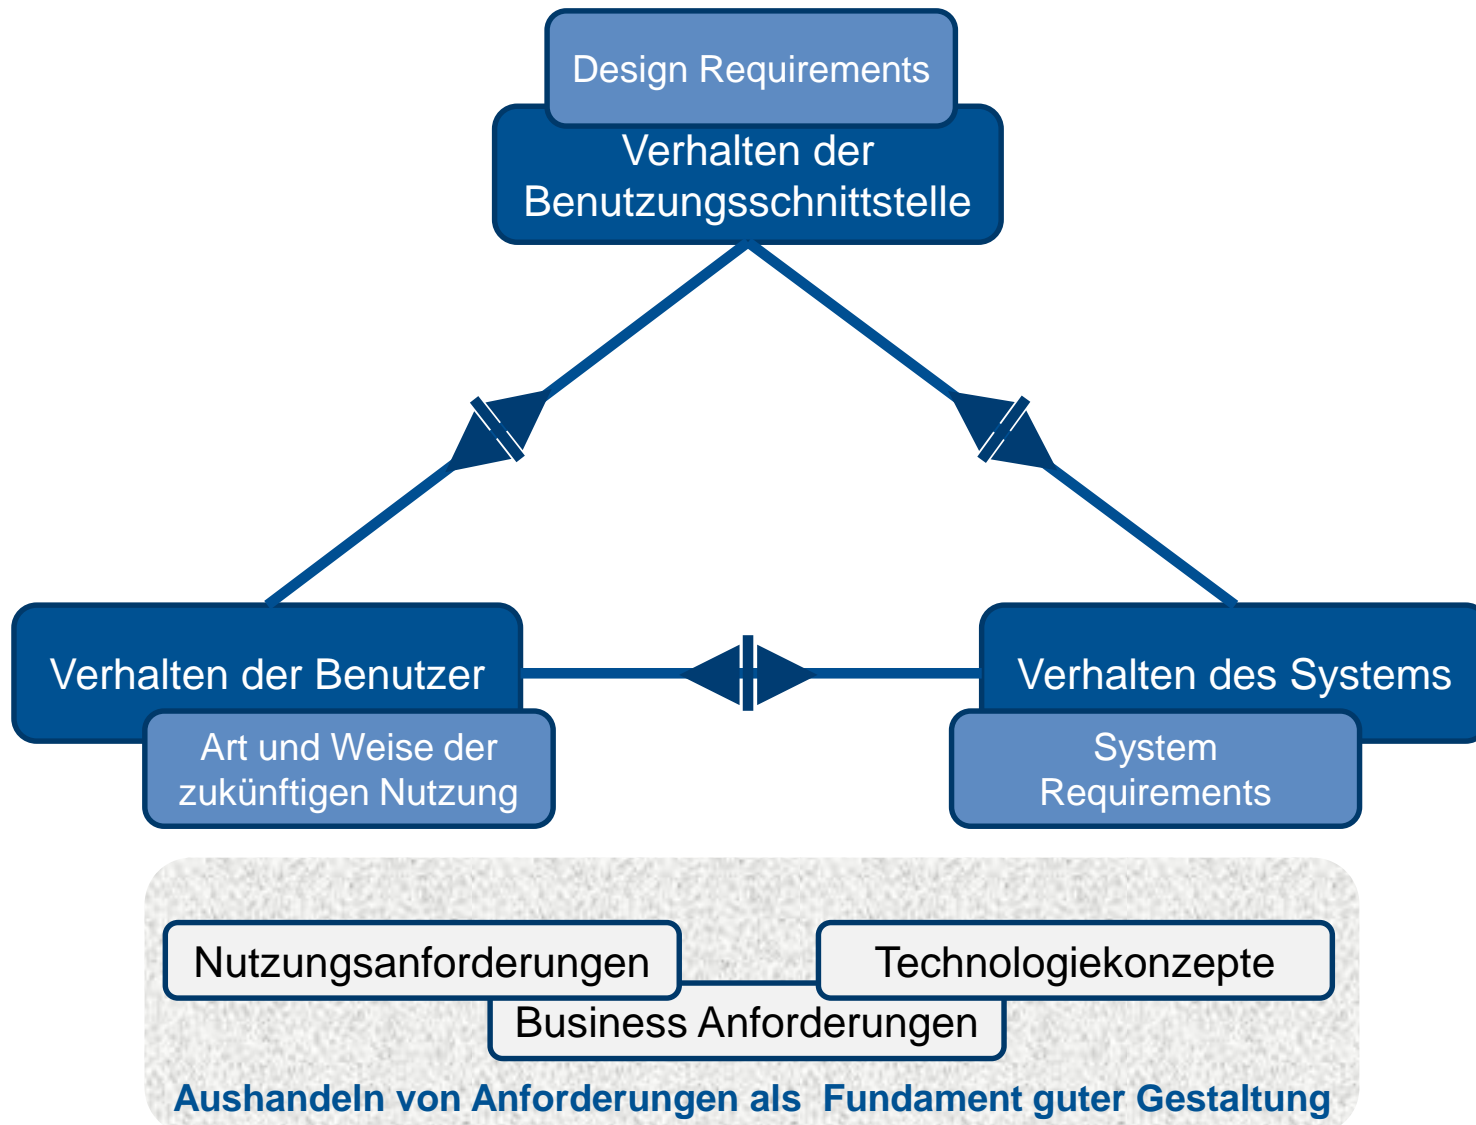 Design Requirements
Verhalten der
Benutzungsschnittstelle
Verhalten der Benutzer
Art und Weise der
zukünftigen Nutzung
Verhalten des Systems
System
Requirements
Nutzungsanforderungen
Technologiekonzepte
Business Anforderungen
Aushandeln von Anforderungen als Fundament guter Gestaltung